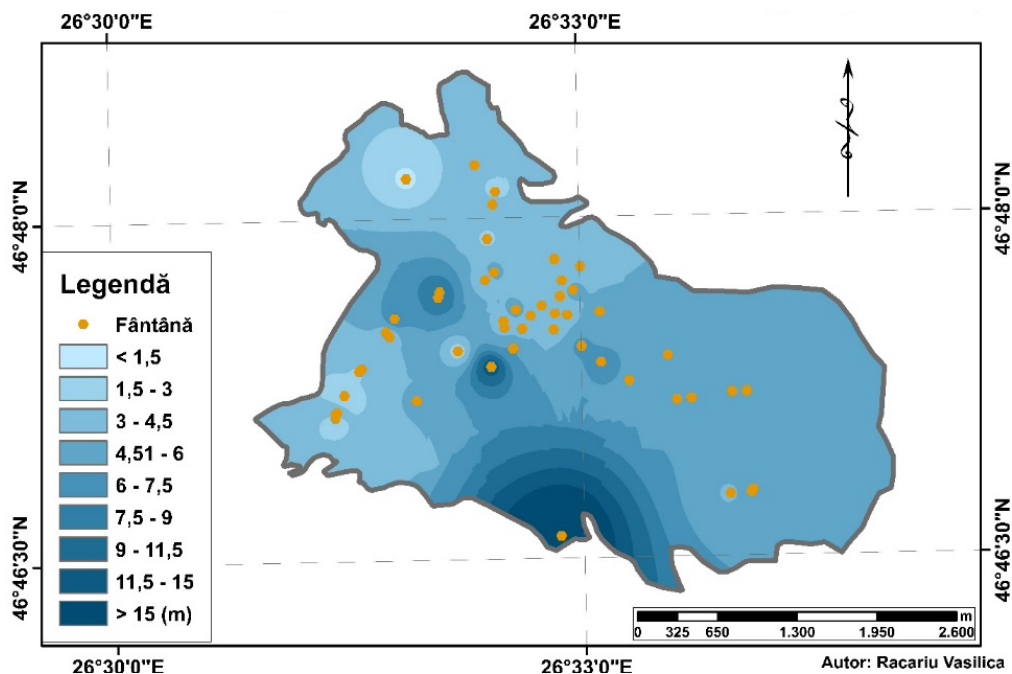 26°30'0"E 26°33'0"E
46°48'0"N 46°48'0"N
Legendă
Fântână
< 1,5
1,5 - 3
3 - 4,5
4,51 - 6
6 - 7,5
7,5 - 9
9 - 11,5
11,5 - 15
> 15 (m)
46°46'30"N 46°46'30"N
m
0 325 650 1.300 1.950 2.600
26°30'0"E 26°33'0"E
Autor: Racariu Vasilica